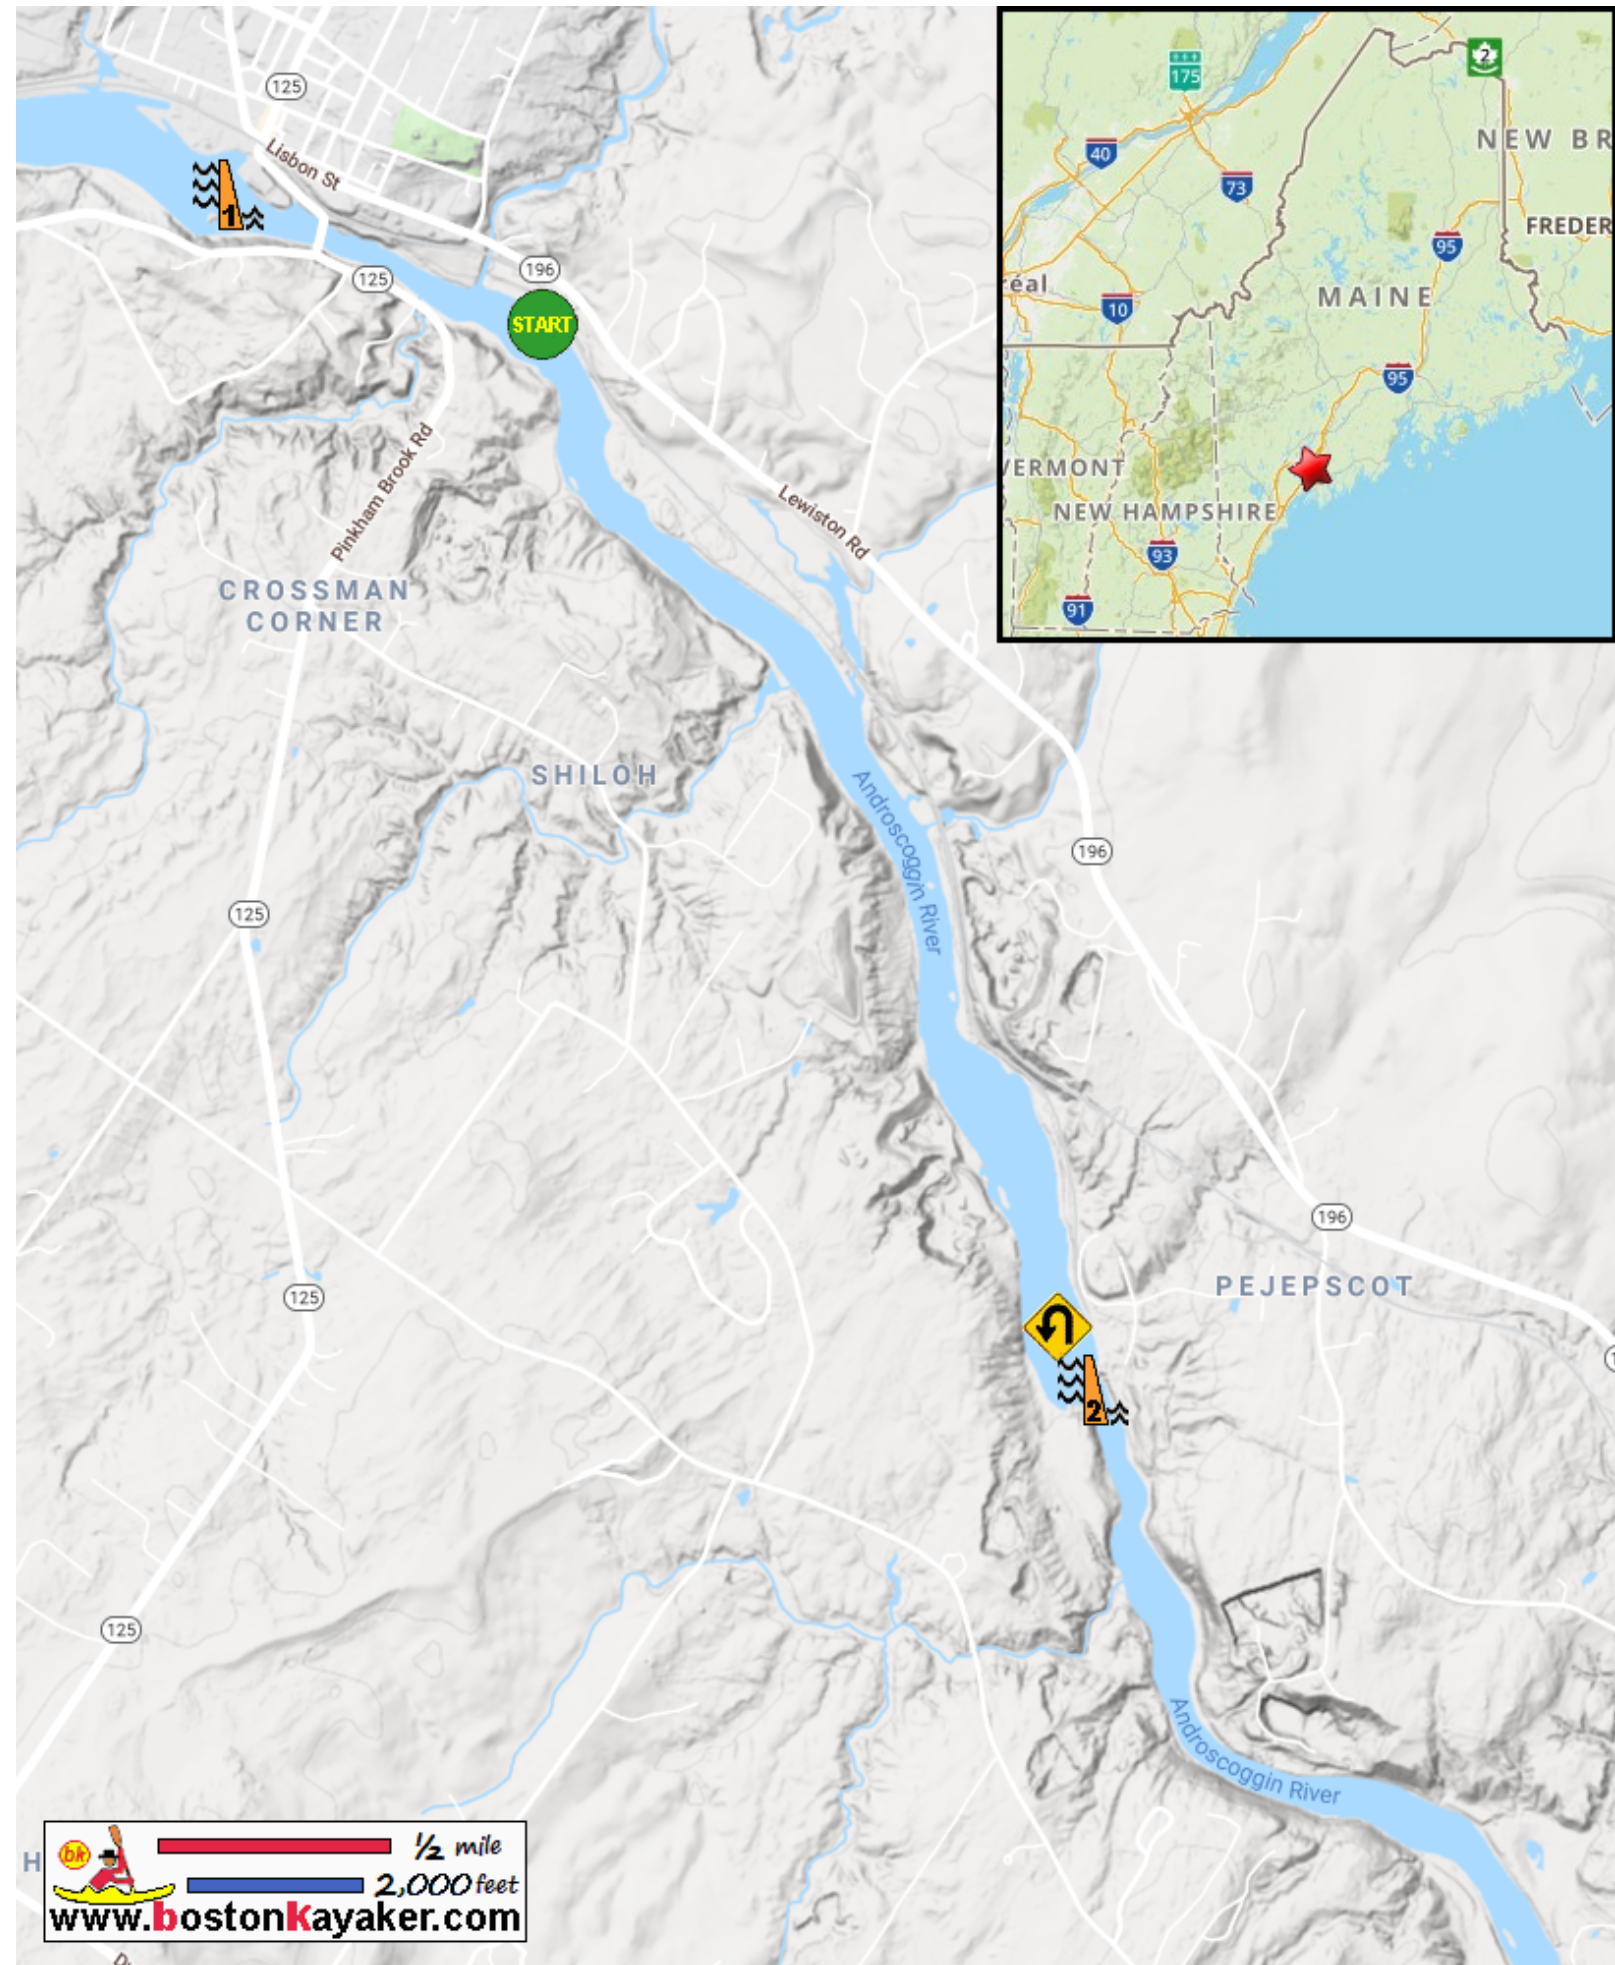 125
Lisbon St
1
125
196
START
Pinkham Brook Rd
Lewiston Rd
CROSSMAN
CORNER
SHILOH
Androscoggin River
196
125
196
PEJEPSCOT
125
2
125
Androscoggin River
H
175
2
NEW BR
40
73
FREDER
95
réal
10
MAINE
95
VERMONT
NEW HAMPSHIRE
93
91
bk
½ mile
2,000 feet
www.bostonkayaker.com